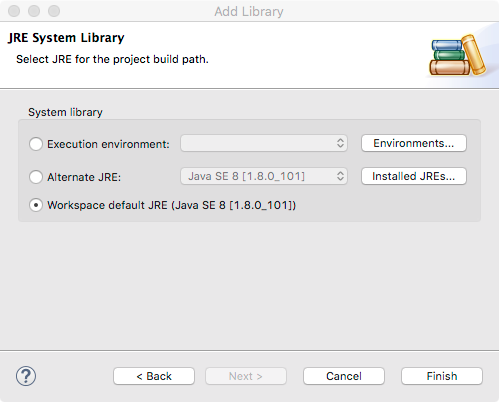 Add Library
JRE System Library
Select JRE for the project build path.
System library
Execution environment: Environments...
Alternate JRE: Java SE 8 [1.8.0_101] Installed JREs...
Workspace default JRE (Java SE 8 [1.8.0_101])
? < Back Next > Cancel Finish